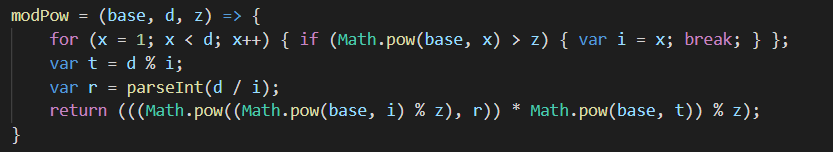 modPow = (base, d, z) => {
    for (x = 1; x < d; x++) { if (Math.pow(base, x) > z) { var i = x; break; } };
    var t = d % i;
    var r = parseInt(d / i);
    return (((Math.pow((Math.pow(base, i) % z), r)) * Math.pow(base, t)) % z);
}